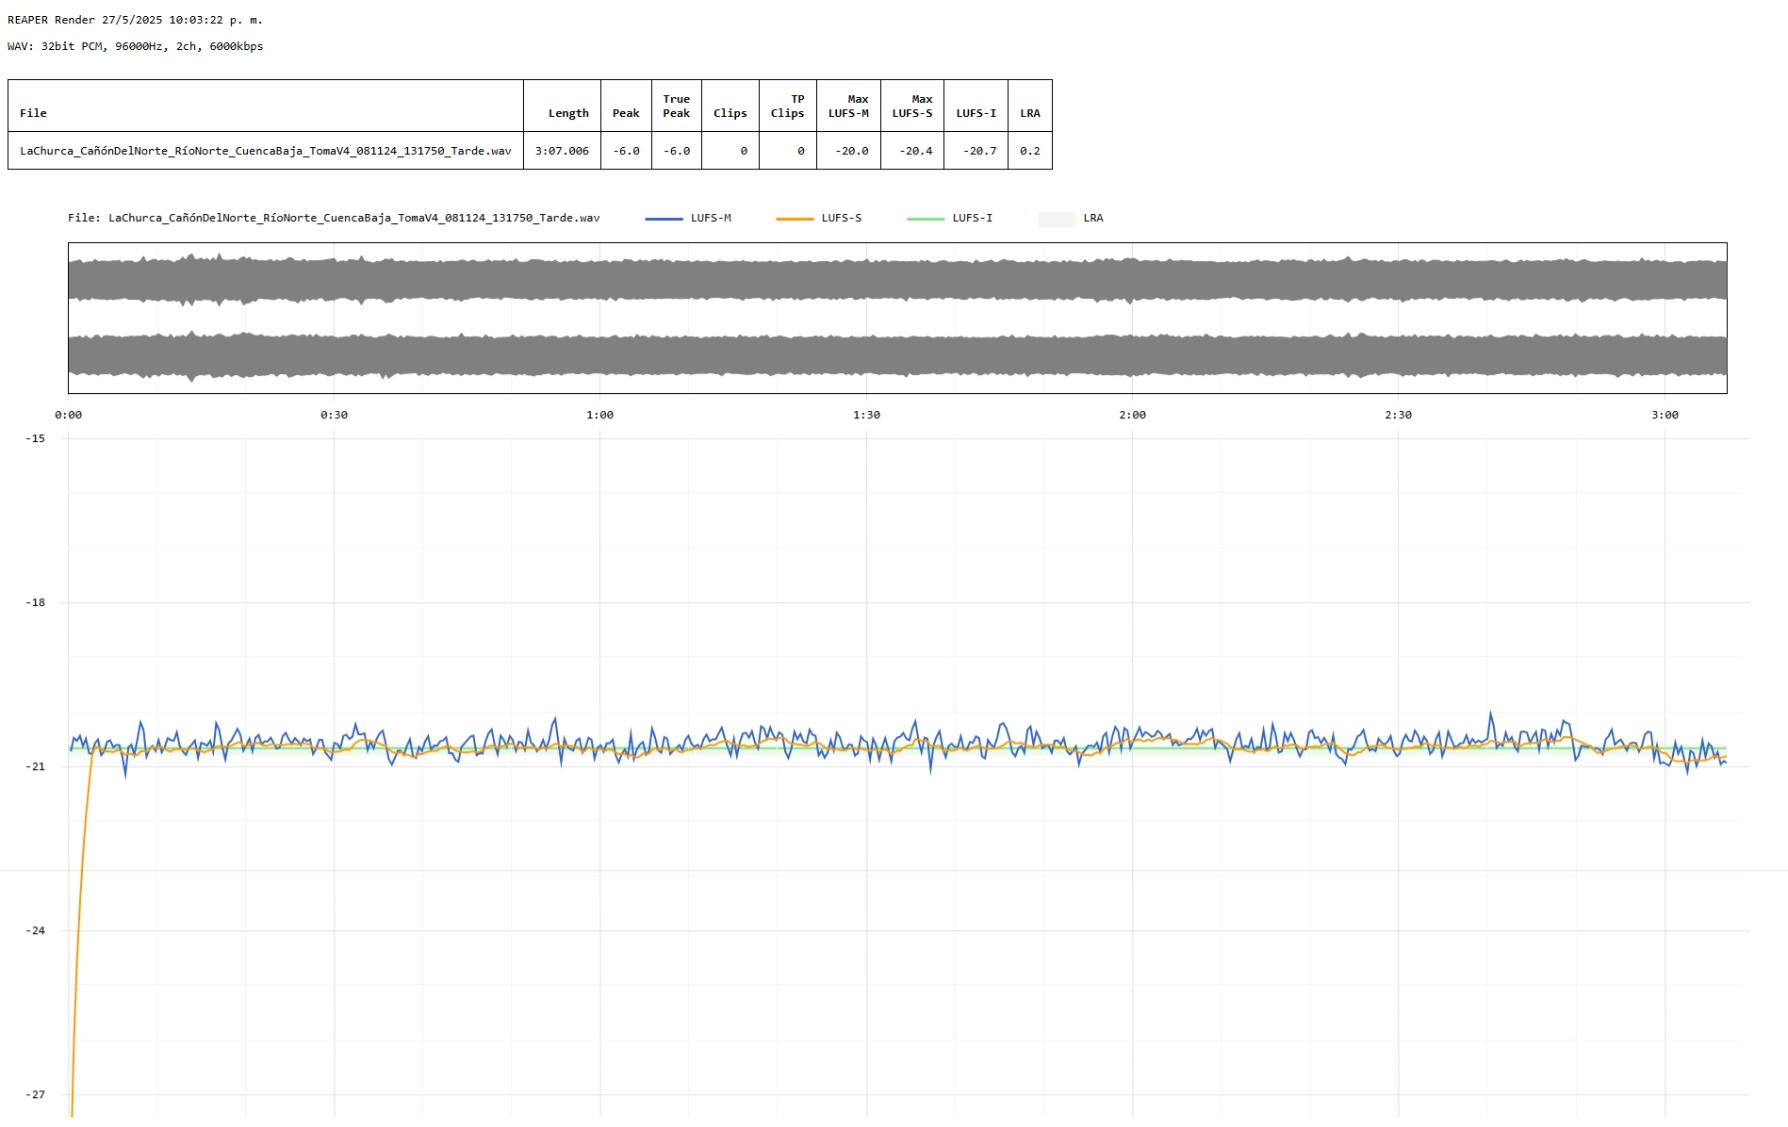 REAPER Render 27/5/2025 10:03:22 p. m.
WAV: 32bit PCM, 96000Hz, 2ch, 6000kbps
File Length Peak True Peak Clips TP Clips Max LUFS-M Max LUFS-S LUFS-I LRA
LaChurca_CañónDelNorte_RíoNorte_CuencaBaja_TomaV4_081124_131750_Tarde.wav 3:07.006 -6.0 -6.0 0 0 -20.0 -20.4 -20.7 0.2
File: LaChurca_CañónDelNorte_RíoNorte_CuencaBaja_TomaV4_081124_131750_Tarde.wav LUFS-M LUFS-S LUFS-I LRA
0:00 0:30 1:00 1:30 2:00 2:30 3:00
-15
-18
-21
-24
-27